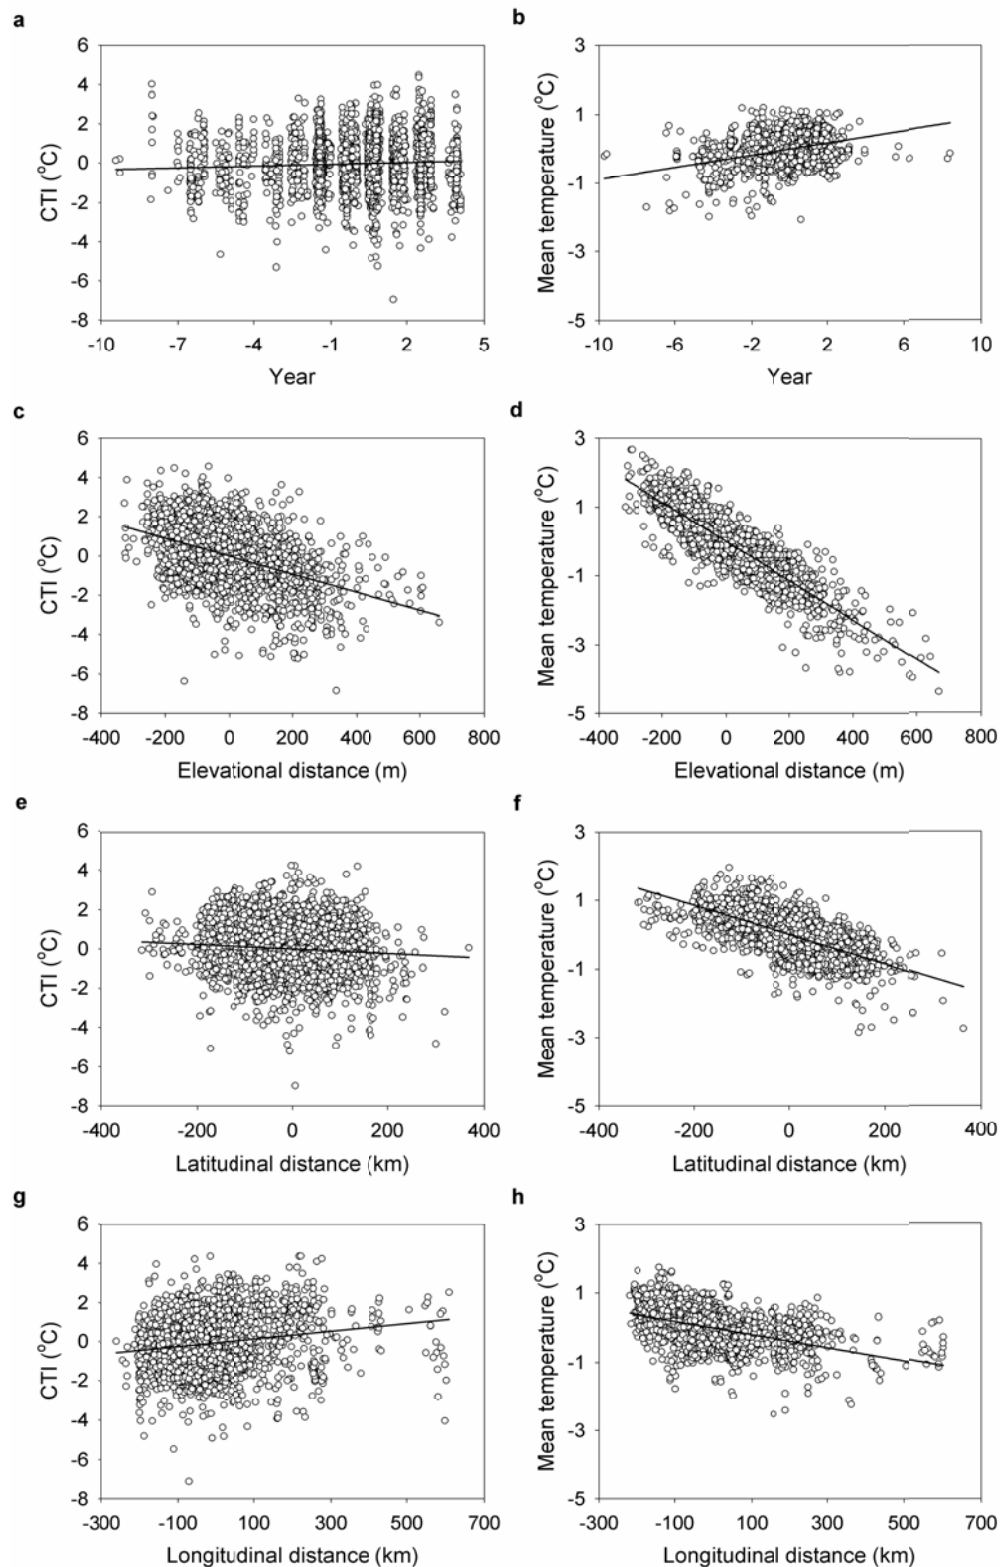 a
b
6
4
2
0
-2
-4
-6
-8
CTI (°C)
-10 -7 -4 -1 2 5
Year
3
1
-1
-3
-5
Mean temperature (°C)
-10 -6 -2 2 6 10
Year
c
d
6
4
2
0
-2
-4
-6
-8
CTI (°C)
-400 -200 0 200 400 600 800
Elevational distance (m)
3
1
-1
-3
-5
Mean temperature (°C)
-400 -200 0 200 400 600 800
Elevational distance (m)
e
f
6
4
2
0
-2
-4
-6
-8
CTI (°C)
-400 -200 0 200 400
Latitudinal distance (km)
3
1
-1
-3
-5
Mean temperature (°C)
-400 -200 0 200 400
Latitudinal distance (km)
g
h
6
4
2
0
-2
-4
-6
-8
CTI (°C)
-300 -100 100 300 500 700
Longitudinal distance (km)
3
1
-1
-3
-5
Mean temperature (°C)
-300 -100 100 300 500 700
Longitudinal distance (km)